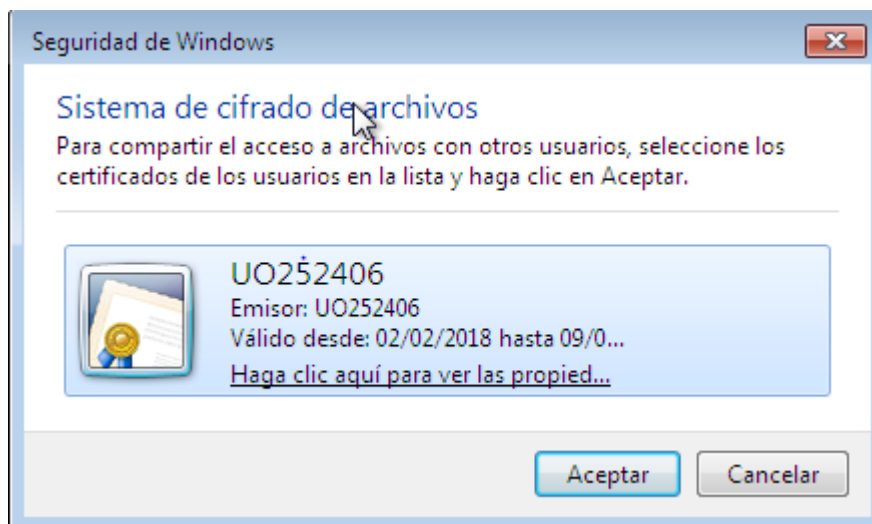 Seguridad de Windows
Sistema de cifrado de archivos
Para compartir el acceso a archivos con otros usuarios, seleccione los
certificados de los usuarios en la lista y haga clic en Aceptar.
UO252406
Emisor: UO252406
Válido desde: 02/02/2018 hasta 09/0...
Haga clic aquí para ver las propied...
Aceptar Cancelar